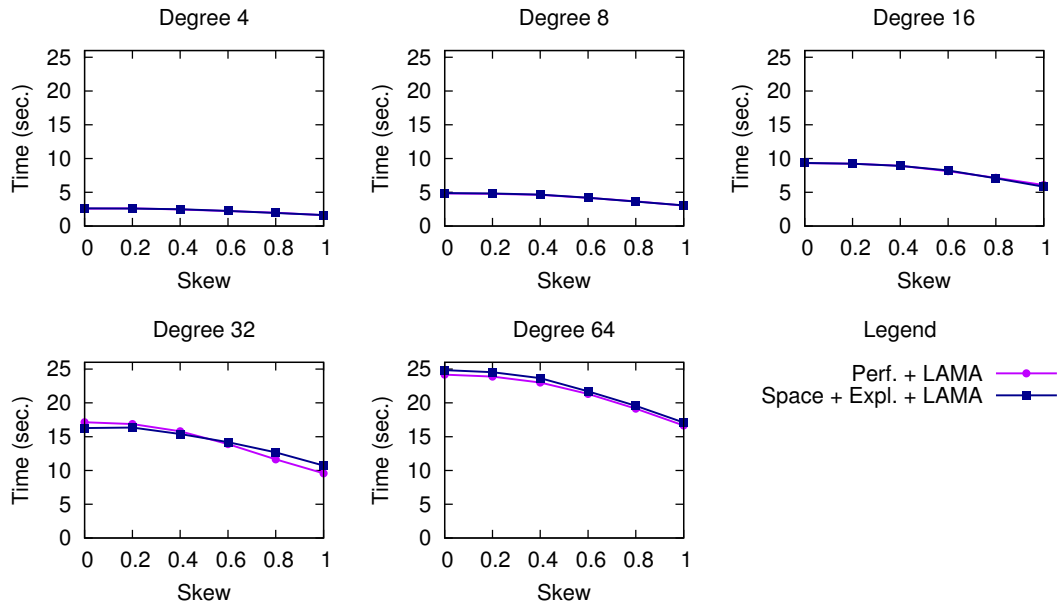 Degree 4
25
20
15
10
5
0
Time (sec.)
0 0.2 0.4 0.6 0.8 1
Skew
Degree 8
25
20
15
10
5
0
Time (sec.)
0 0.2 0.4 0.6 0.8 1
Skew
Degree 16
25
20
15
10
5
0
Time (sec.)
0 0.2 0.4 0.6 0.8 1
Skew
Degree 32
25
20
15
10
5
0
Time (sec.)
0 0.2 0.4 0.6 0.8 1
Skew
Degree 64
25
20
15
10
5
0
Time (sec.)
0 0.2 0.4 0.6 0.8 1
Skew
Legend
Perf. + LAMA
Space + Expl. + LAMA